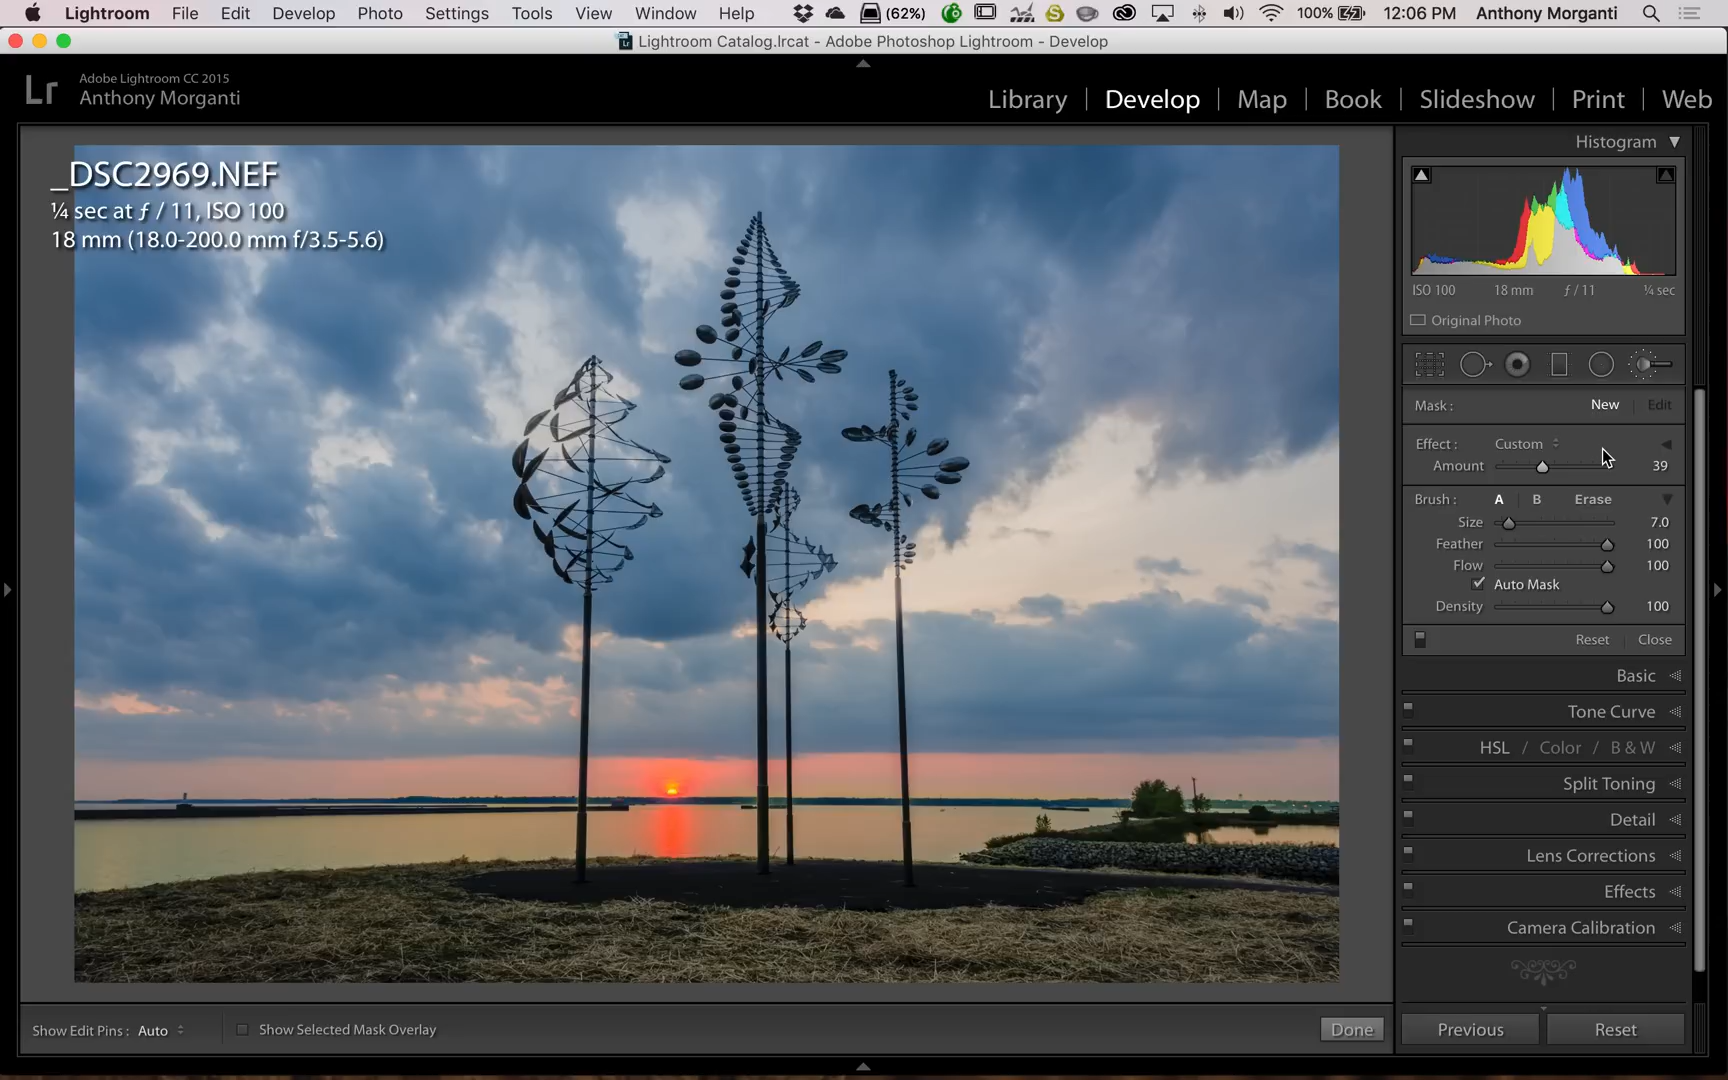 Lightroom File Edit Develop Photo Settings Tools View Window Help (62%) 100% 12:06 PM Anthony Morganti
Lightroom Catalog.lrcat - Adobe Photoshop Lightroom - Develop
Lr Adobe Lightroom CC 2015
Anthony Morganti
Library | Develop | Map | Book | Slideshow | Print | Web
Histogram
_DSC2969.NEF
¼ sec at ƒ / 11, ISO 100
18 mm (18.0-200.0 mm f/3.5-5.6)
ISO 100 18 mm ƒ / 11 ¼ sec
Original Photo
Mask : New | Edit
Effect : Custom
Amount 39
Brush : A | B Erase
Size 7.0
Feather 100
Flow 100
Auto Mask
Density 100
Reset | Close
Basic
Tone Curve
HSL / Color / B & W
Split Toning
Detail
Lens Corrections
Effects
Camera Calibration
Show Edit Pins : Auto Show Selected Mask Overlay Done Previous Reset